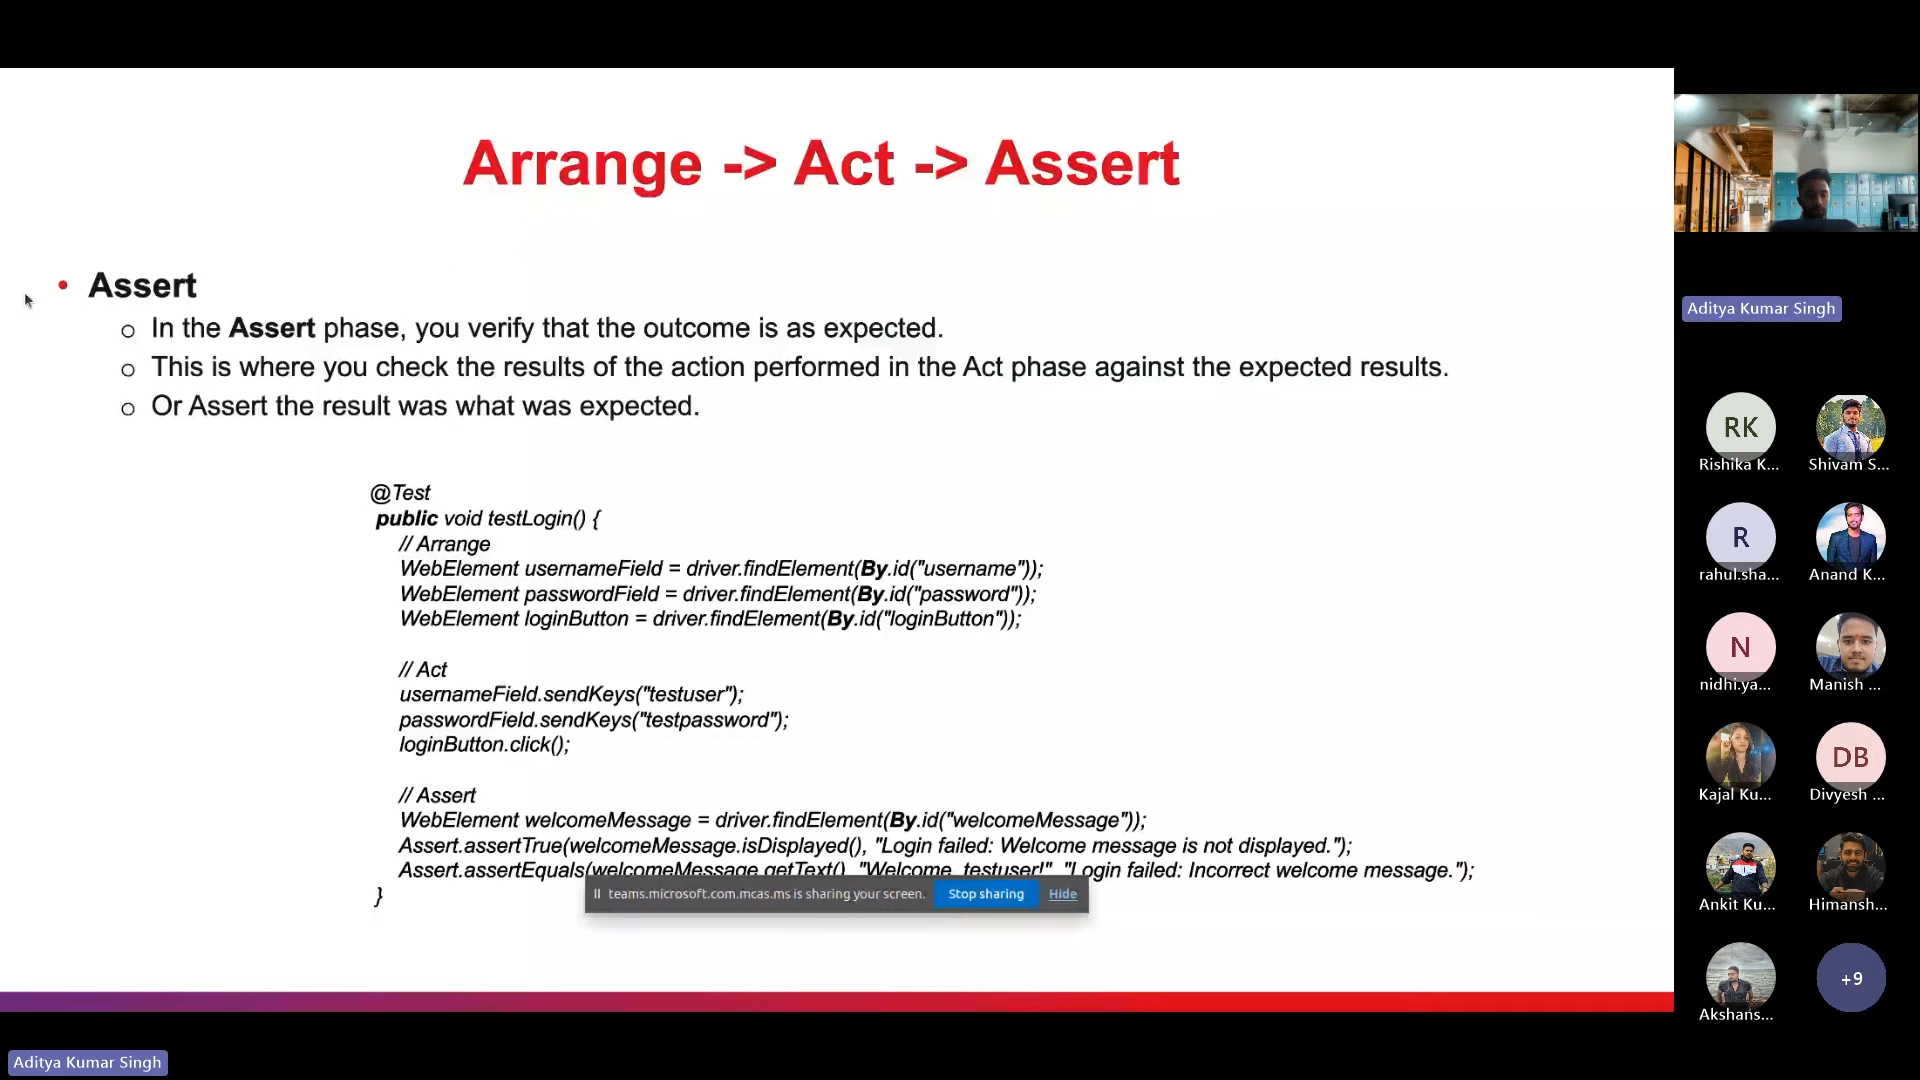 Arrange -> Act -> Assert
• Assert
o In the Assert phase, you verify that the outcome is as expected.
o This is where you check the results of the action performed in the Act phase against the expected results.
o Or Assert the result was what was expected.
@Test
public void testLogin() {
// Arrange
WebElement usernameField = driver.findElement(By.id("username"));
WebElement passwordField = driver.findElement(By.id("password"));
WebElement loginButton = driver.findElement(By.id("loginButton"));
// Act
usernameField.sendKeys("testuser");
passwordField.sendKeys("testpassword");
loginButton.click();
// Assert
WebElement welcomeMessage = driver.findElement(By.id("welcomeMessage"));
Assert.assertTrue(welcomeMessage.isDisplayed(), "Login failed: Welcome message is not displayed.");
Assert.assertEquals(welcomeMessage.getText(), "Welcome, testuser!", "Login failed: Incorrect welcome message.");
}
teams.microsoft.com.mcas.ms is sharing your screen. Stop sharing Hide
Aditya Kumar Singh
RK
Rishika K... Shivam S...
R
rahul.sha... Anand K...
N
nidhi.ya... Manish ...
DB
Kajal Ku... Divyesh ...
Ankit Ku... Himansh...
+9
Akshans...
Aditya Kumar Singh